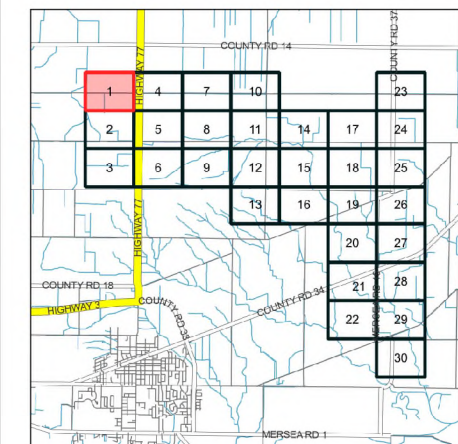 COUNTY RD 14
COUNTY RD 37
HIGHWAY 77
1 4 7 10 23
2 5 8 11 14 17 24
3 6 9 12 15 18 25
13 16 19 26
HIGHWAY 77
20 27
COUNTY RD 18
21 28
HIGHWAY 3
COUNTY RD 34
22 29
30
MERSEA RD 1